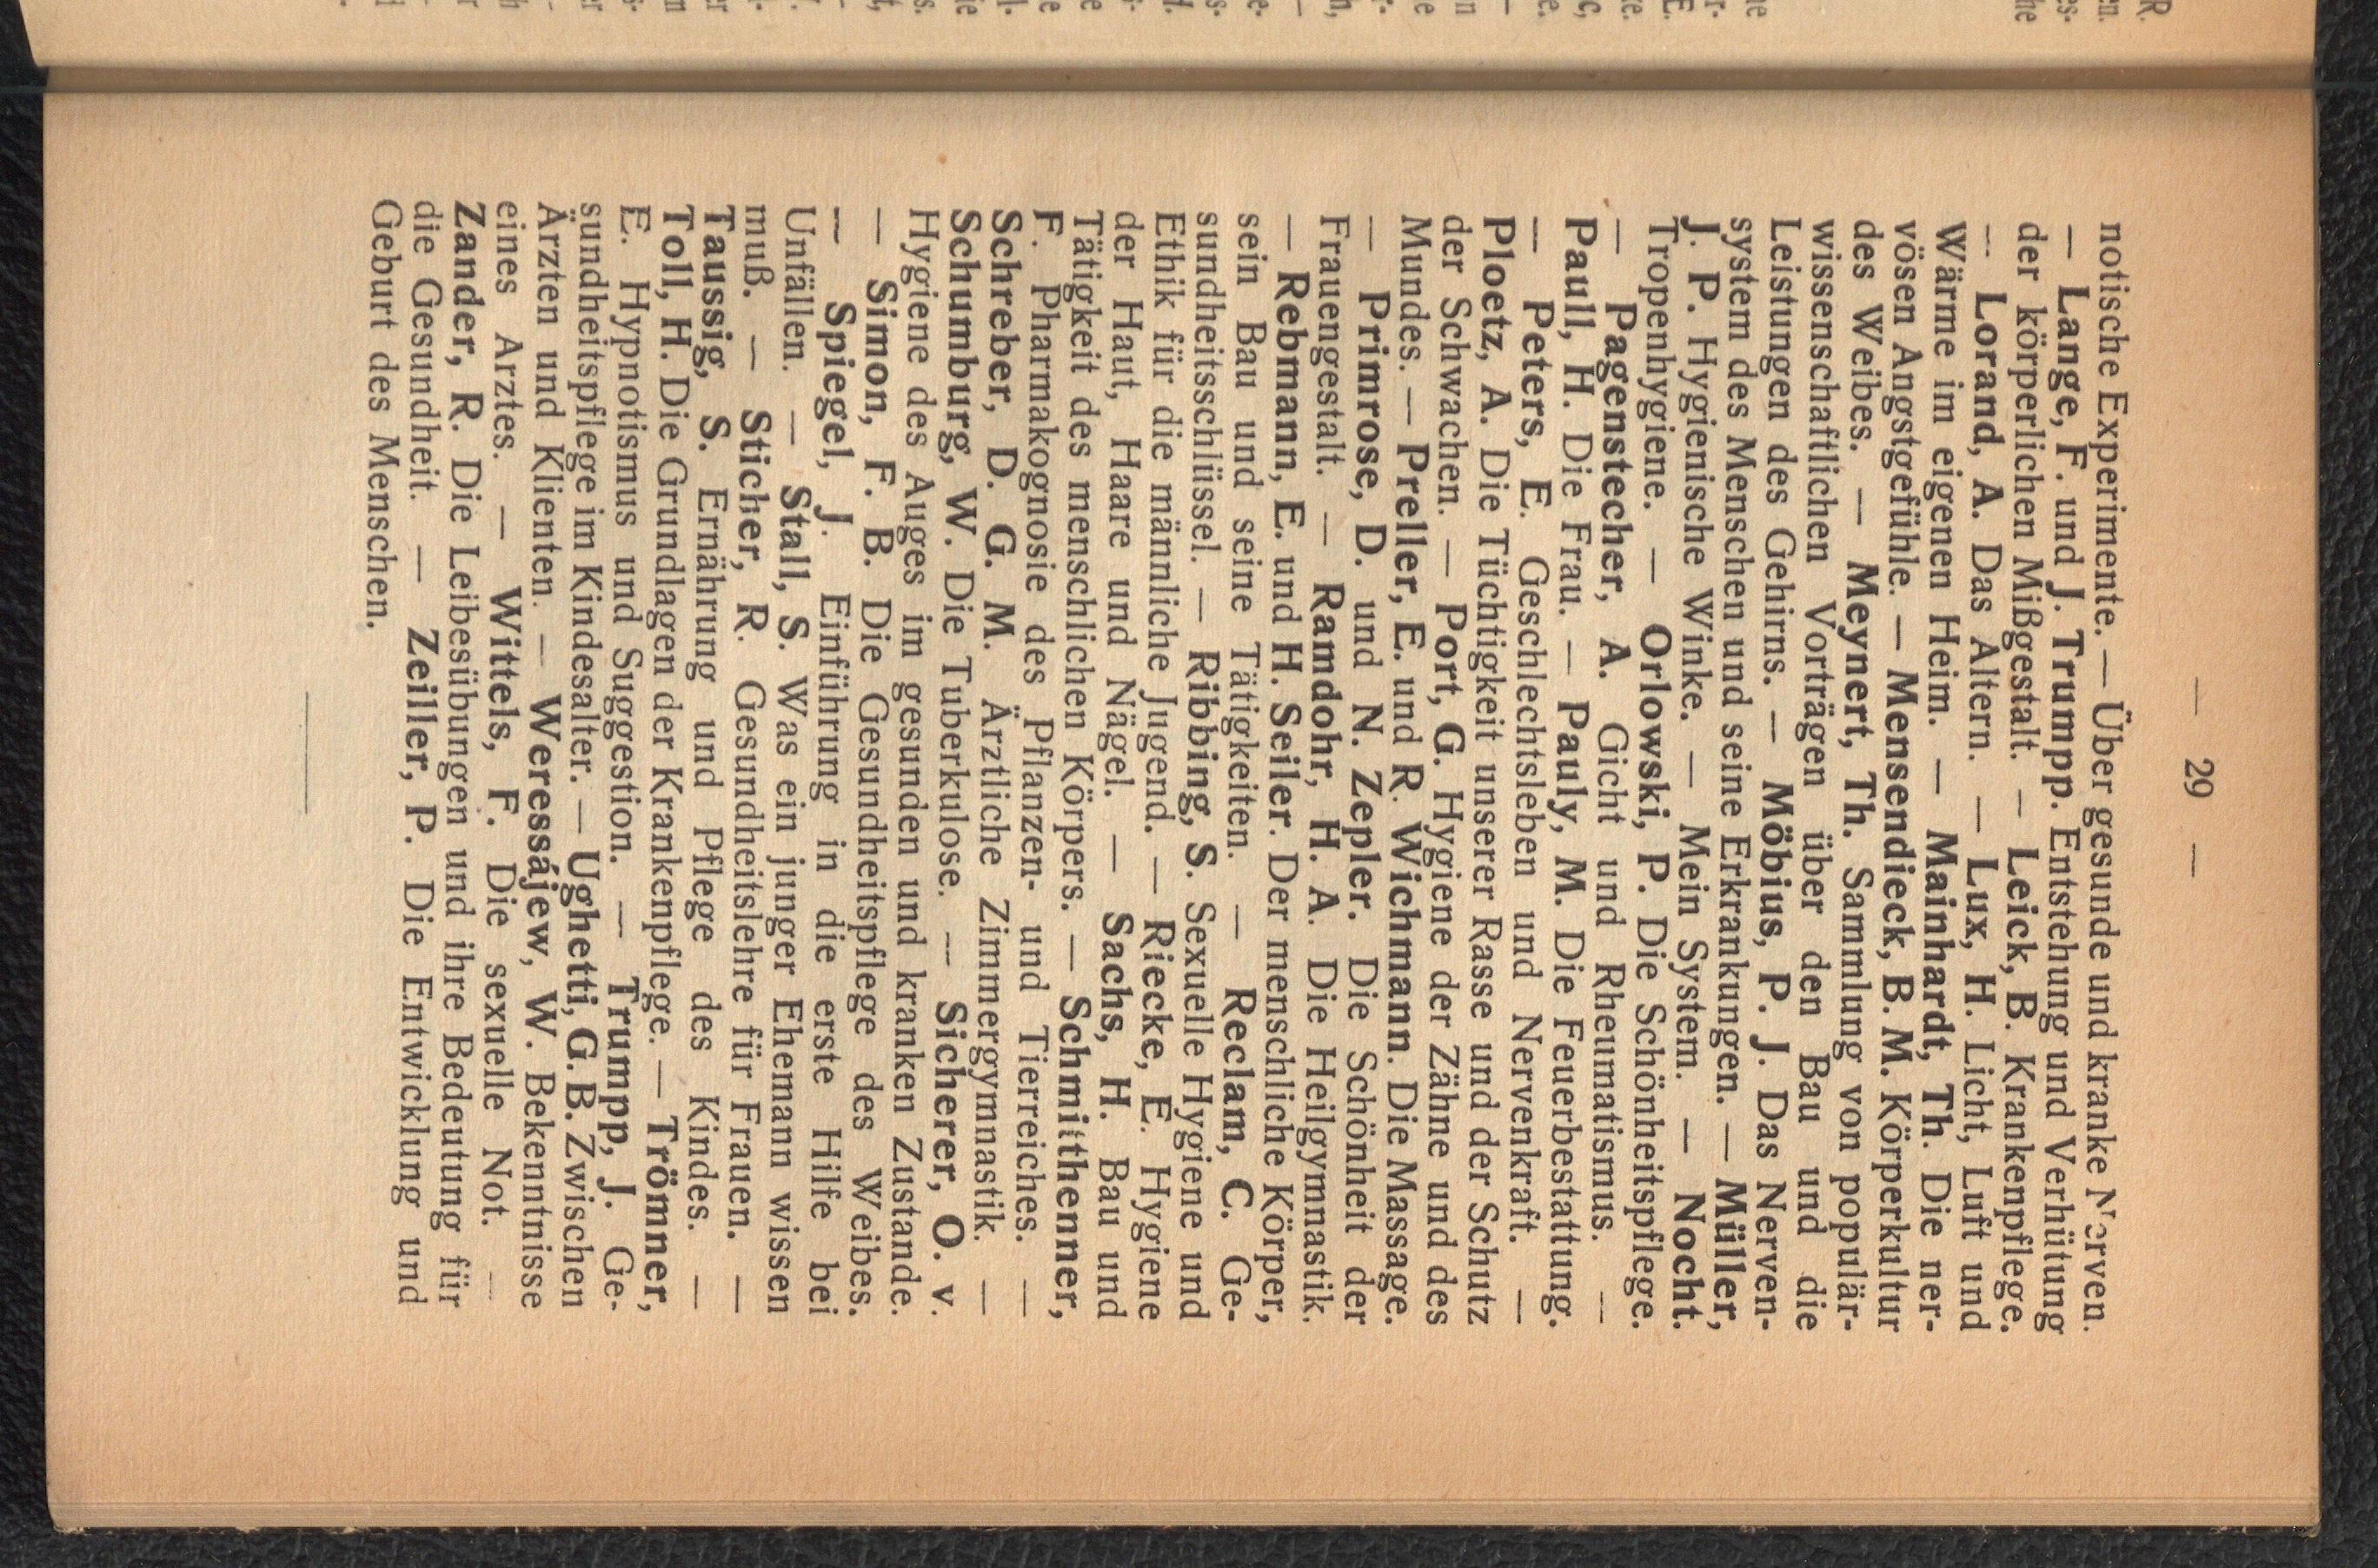 — 29 —
notische Experimente. — Über gesunde und kranke Nerven.
— Lange, F. und J. Trumpp. Entstehung und Verhütung
der körperlichen Mißgestalt. — Leick, B. Krankenpflege.
— Lorand, A. Das Altern. — Lux, H. Licht, Luft und
Wärme im eigenen Heim. — Mainhardt, Th. Die ner-
vösen Angstgefühle. — Mensendieck, B. M. Körperkultur
des Weibes. — Meynert, Th. Sammlung von populär-
wissenschaftlichen Vorträgen über den Bau und die
Leistungen des Gehirns. — Möbius, P. J. Das Nerven-
system des Menschen und seine Erkrankungen. — Müller,
J. P. Hygienische Winke. — Mein System. — Nocht.
Tropenhygiene. — Orlowski, P. Die Schönheitspflege.
— Pagenstecher, A. Gicht und Rheumatismus. —
Paull, H. Die Frau. — Pauly, M. Die Feuerbestattung.
— Peters, E. Geschlechtsleben und Nervenkraft. —
Ploetz, A. Die Tüchtigkeit unserer Rasse und der Schutz
der Schwachen. — Port, G. Hygiene der Zähne und des
Mundes. — Preller, E. und R. Wichmann. Die Massage.
— Primrose, D. und N. Zepler. Die Schönheit der
Frauengestalt. — Ramdohr, H. A. Die Heilgymnastik.
— Rebmann, E. und H. Seiler. Der menschliche Körper,
sein Bau und seine Tätigkeiten. — Reclam, C. Ge-
sundheitsschlüssel. — Ribbing, S. Sexuelle Hygiene und
Ethik für die männliche Jugend. — Riecke, E. Hygiene
der Haut, Haare und Nägel. — Sachs, H. Bau und
Tätigkeit des menschlichen Körpers. — Schmitthenner,
F. Pharmakognosie des Pflanzen- und Tierreiches. —
Schreber, D. G. M. Ärztliche Zimmergymnastik. —
Schumburg, W. Die Tuberkulose. — Sicherer, O. v.
Hygiene des Auges im gesunden und kranken Zustande.
— Simon, F. B. Die Gesundheitspflege des Weibes.
— Spiegel, J. Einführung in die erste Hilfe bei
Unfällen. — Stall, S. Was ein junger Ehemann wissen
muß. — Sticher, R. Gesundheitslehre für Frauen. —
Taussig, S. Ernährung und Pflege des Kindes. —
Toll, H. Die Grundlagen der Krankenpflege. — Trömner,
E. Hypnotismus und Suggestion. — Trumpp, J. Ge-
sundheitspflege im Kindesalter. — Ughetti, G. B. Zwischen
Ärzten und Klienten. — Weressájew, W. Bekenntnisse
eines Arztes. — Wittels, F. Die sexuelle Not. —
Zander, R. Die Leibesübungen und ihre Bedeutung für
die Gesundheit. — Zeiller, P. Die Entwicklung und
Geburt des Menschen.